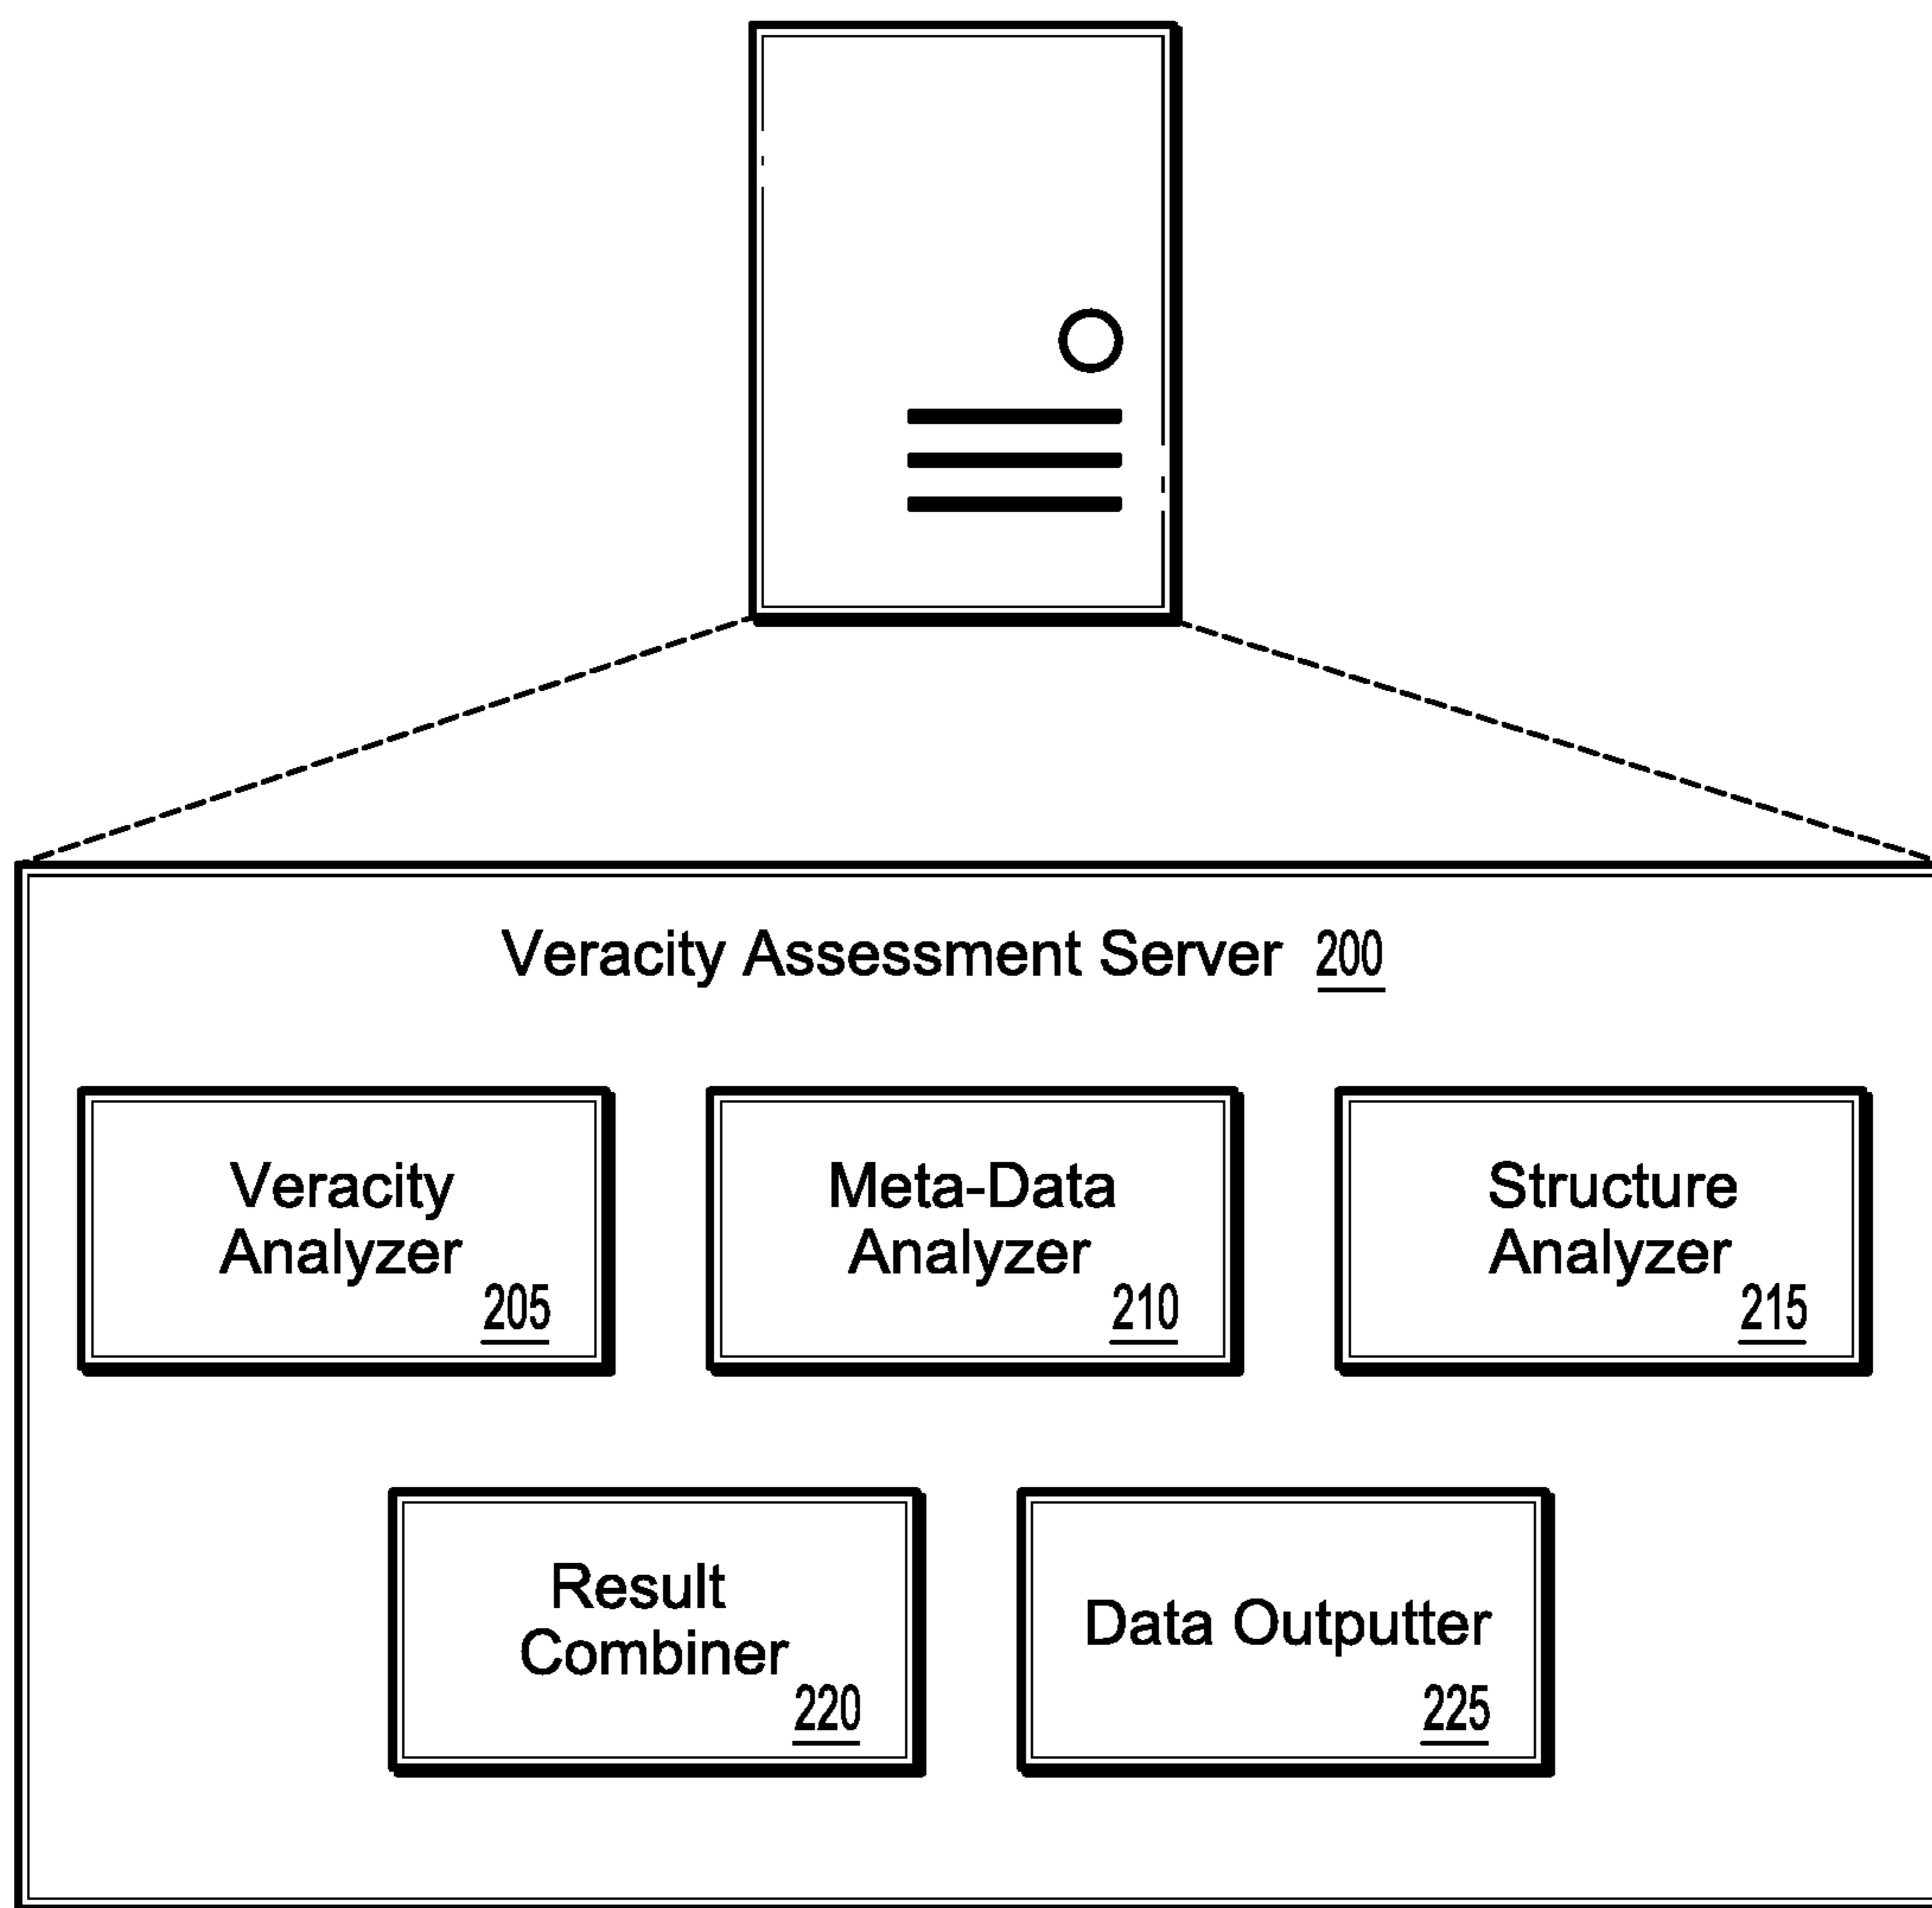 Veracity Assessment Server 200
Veracity
Analyzer
205
Meta-Data
Analyzer
210
Structure
Analyzer
215
Result
Combiner
220
Data Outputter
225